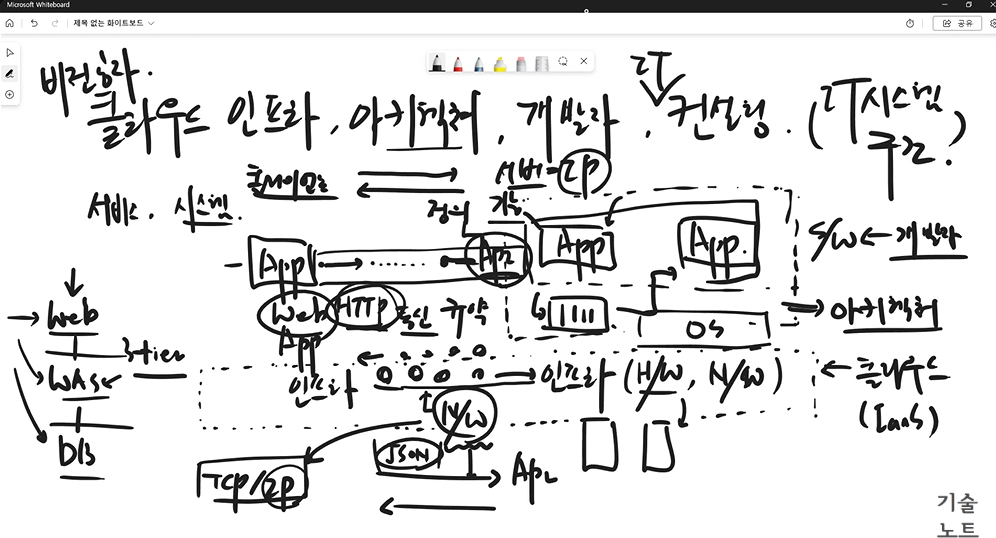 Microsoft Whiteboard
제목 없는 화이트보드
공유
비전공자.
클라우드 인프라, 아키텍처, 개발자, IT 컨설팅. (IT시스템 구조.)
클라이언트
서버=IP
서비스, 시스템.
정의
기능
App
API
App
App
S/W ← 개발자
Web App
HTTP
통신 규약
OS
아키텍처
Web
3tier
WAS
DB
인프라
인프라 (H/W, N/W)
클라우드
(IaaS)
N/W
TCP/IP
JSON
API
기술
노트